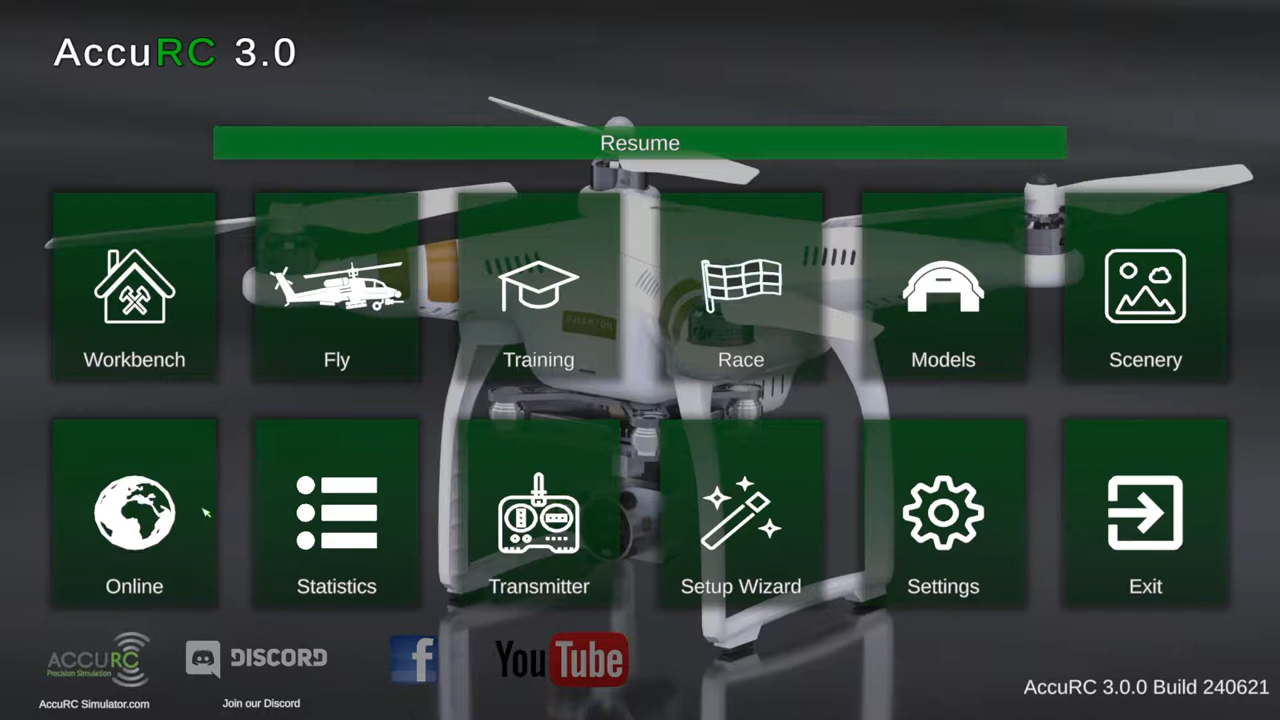 AccuRC 3.0
Resume
Workbench
Fly
Training
Race
Models
Scenery
Online
Statistics
Transmitter
Setup Wizard
Settings
Exit
PHANTOM
ACCURC
Precision Simulation
AccuRC Simulator.com
DISCORD
Join our Discord
f
YouTube
AccuRC 3.0.0 Build 240621